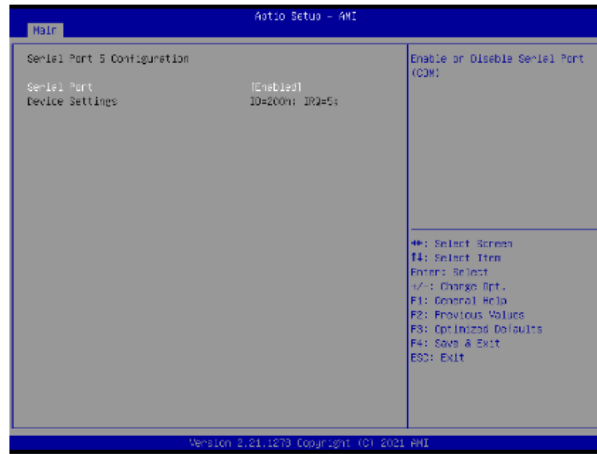 Aptio Setup - AMI
Main
Serial Port 5 Configuration
Serial Port [Enabled]
Device Settings IO=200h; IRQ=5;
Enable or Disable Serial Port
(COM)
: Select Screen
↑↓: Select Item
Enter: Select
+/-: Change Opt.
F1: General Help
F2: Previous Values
F3: Optimized Defaults
F4: Save & Exit
ESC: Exit
Version 2.21.1278 Copyright (C) 2021 AMI